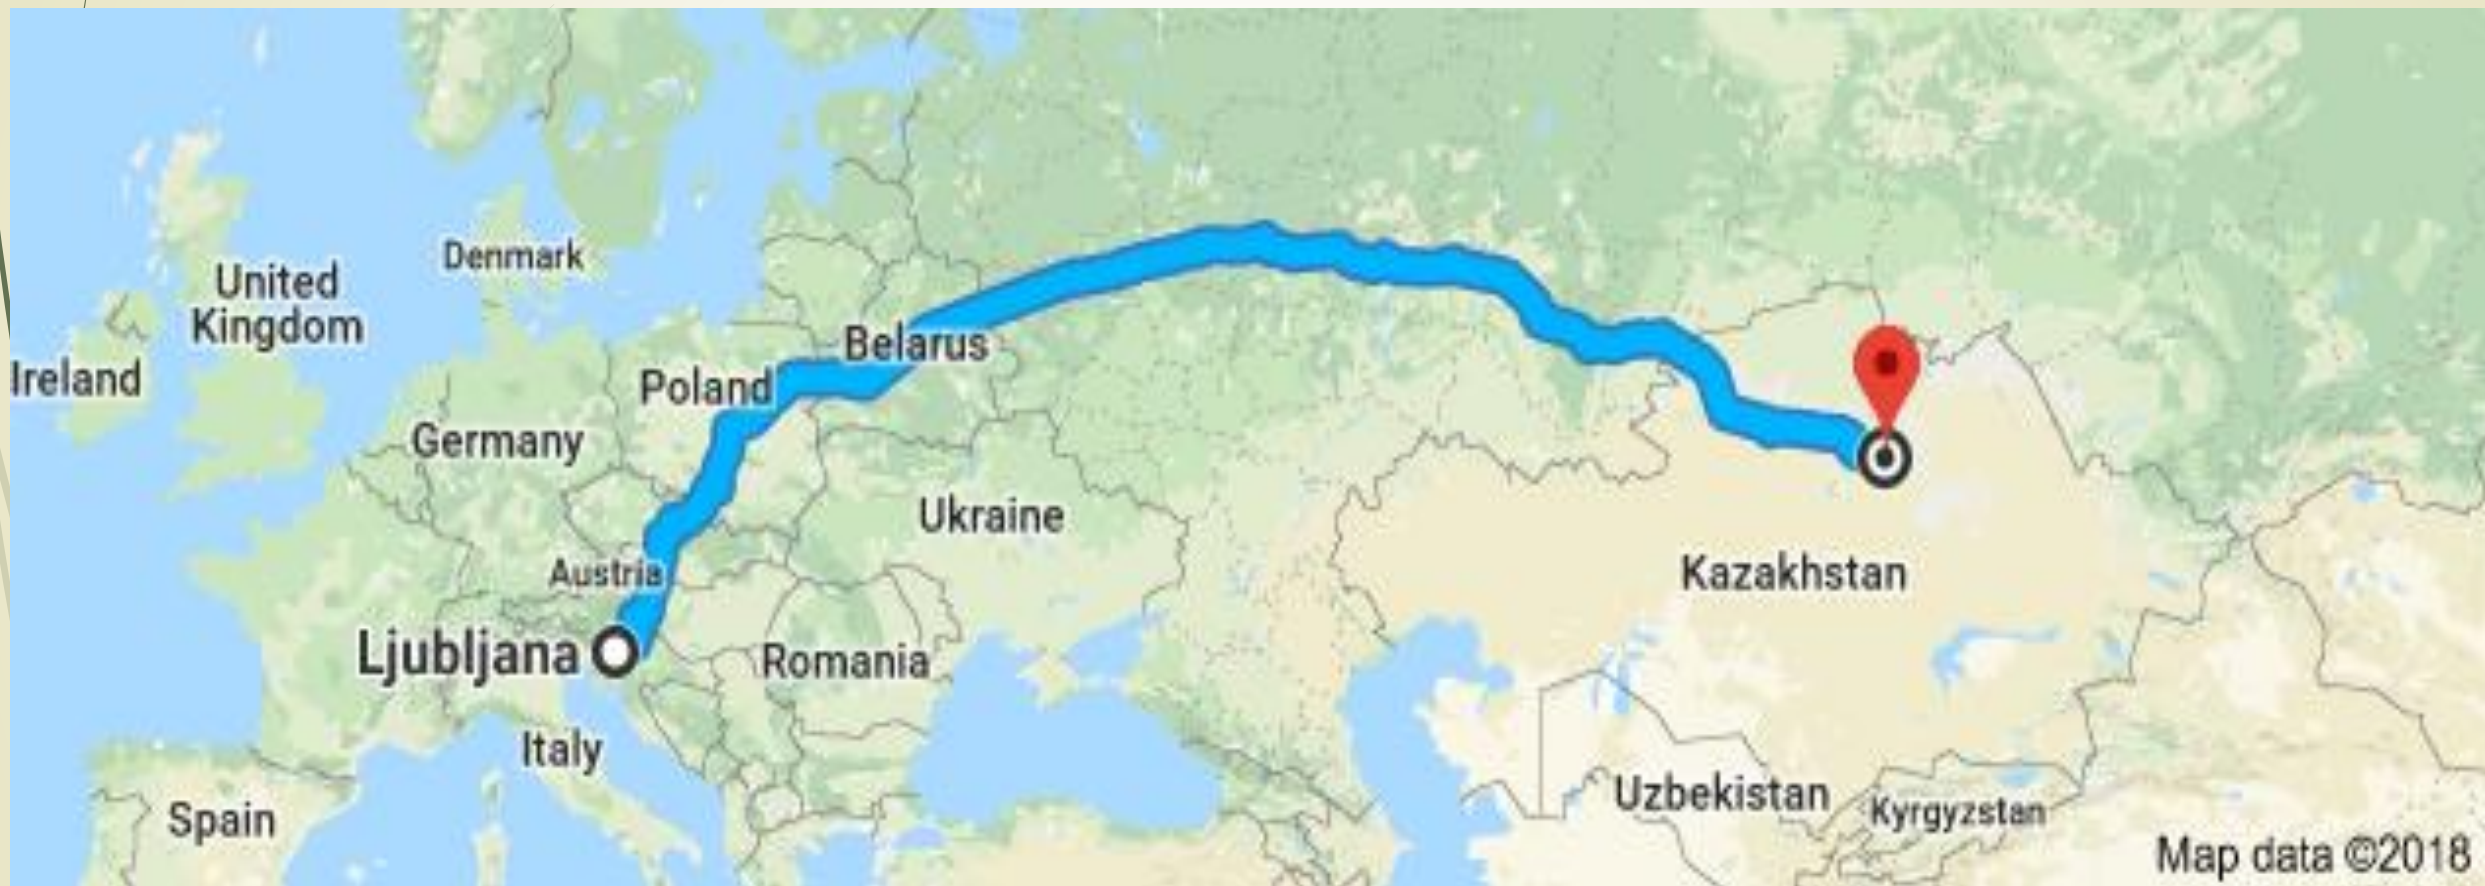 Denmark
United
Kingdom
Belarus
Ireland
Poland
Germany
Ukraine
Austria
Kazakhstan
Ljubljana
Romania
Italy
Uzbekistan
Kyrgyzstan
Spain
Map data ©2018